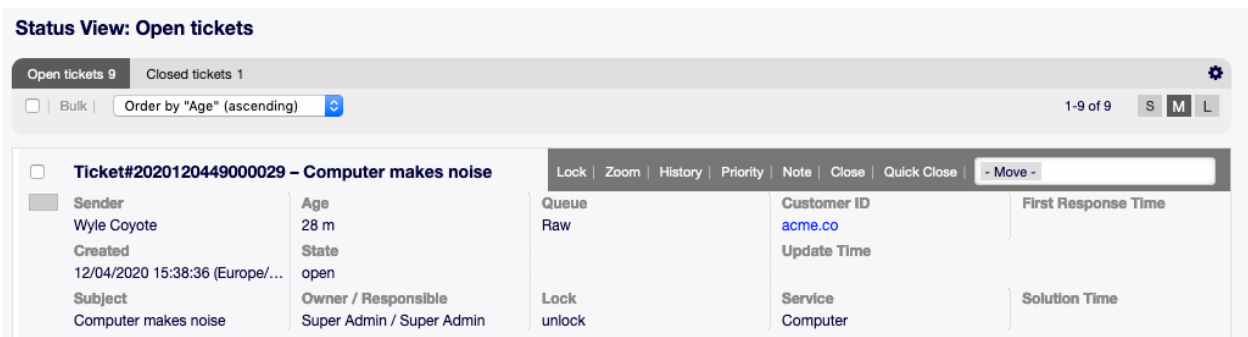 Status View: Open tickets
Open tickets 9 Closed tickets 1
Bulk | Order by "Age" (ascending) 1-9 of 9 S M L
Ticket#2020120449000029 – Computer makes noise Lock | Zoom | History | Priority | Note | Close | Quick Close | - Move -
Sender Age Queue Customer ID First Response Time
Wyle Coyote 28 m Raw acme.co
Created State Update Time
12/04/2020 15:38:36 (Europe/... open
Subject Owner / Responsible Lock Service Solution Time
Computer makes noise Super Admin / Super Admin unlock Computer